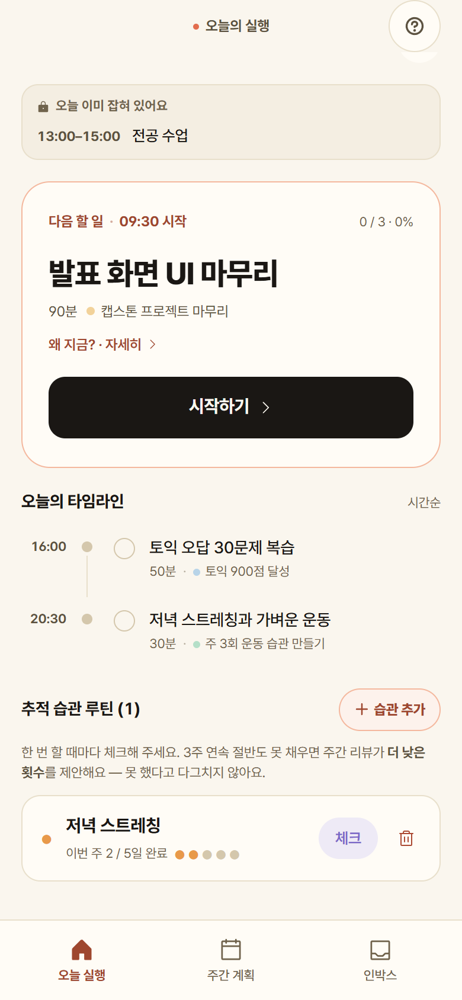 오늘의 실행
오늘 이미 잡혀 있어요
13:00–15:00 전공 수업
다음 할 일 · 09:30 시작
0 / 3 · 0%
발표 화면 UI 마무리
90분 캡스톤 프로젝트 마무리
왜 지금? · 자세히
시작하기
오늘의 타임라인
시간순
16:00 토익 오답 30문제 복습
50분 · 토익 900점 달성
20:30 저녁 스트레칭과 가벼운 운동
30분 · 주 3회 운동 습관 만들기
추적 습관 루틴 (1)
+ 습관 추가
한 번 할 때마다 체크해 주세요. 3주 연속 절반도 못 채우면 주간 리뷰가 더 낮은
횟수를 제안해요 — 못 했다고 다그치지 않아요.
저녁 스트레칭
이번 주 2 / 5일 완료
체크
오늘 실행
주간 계획
인박스